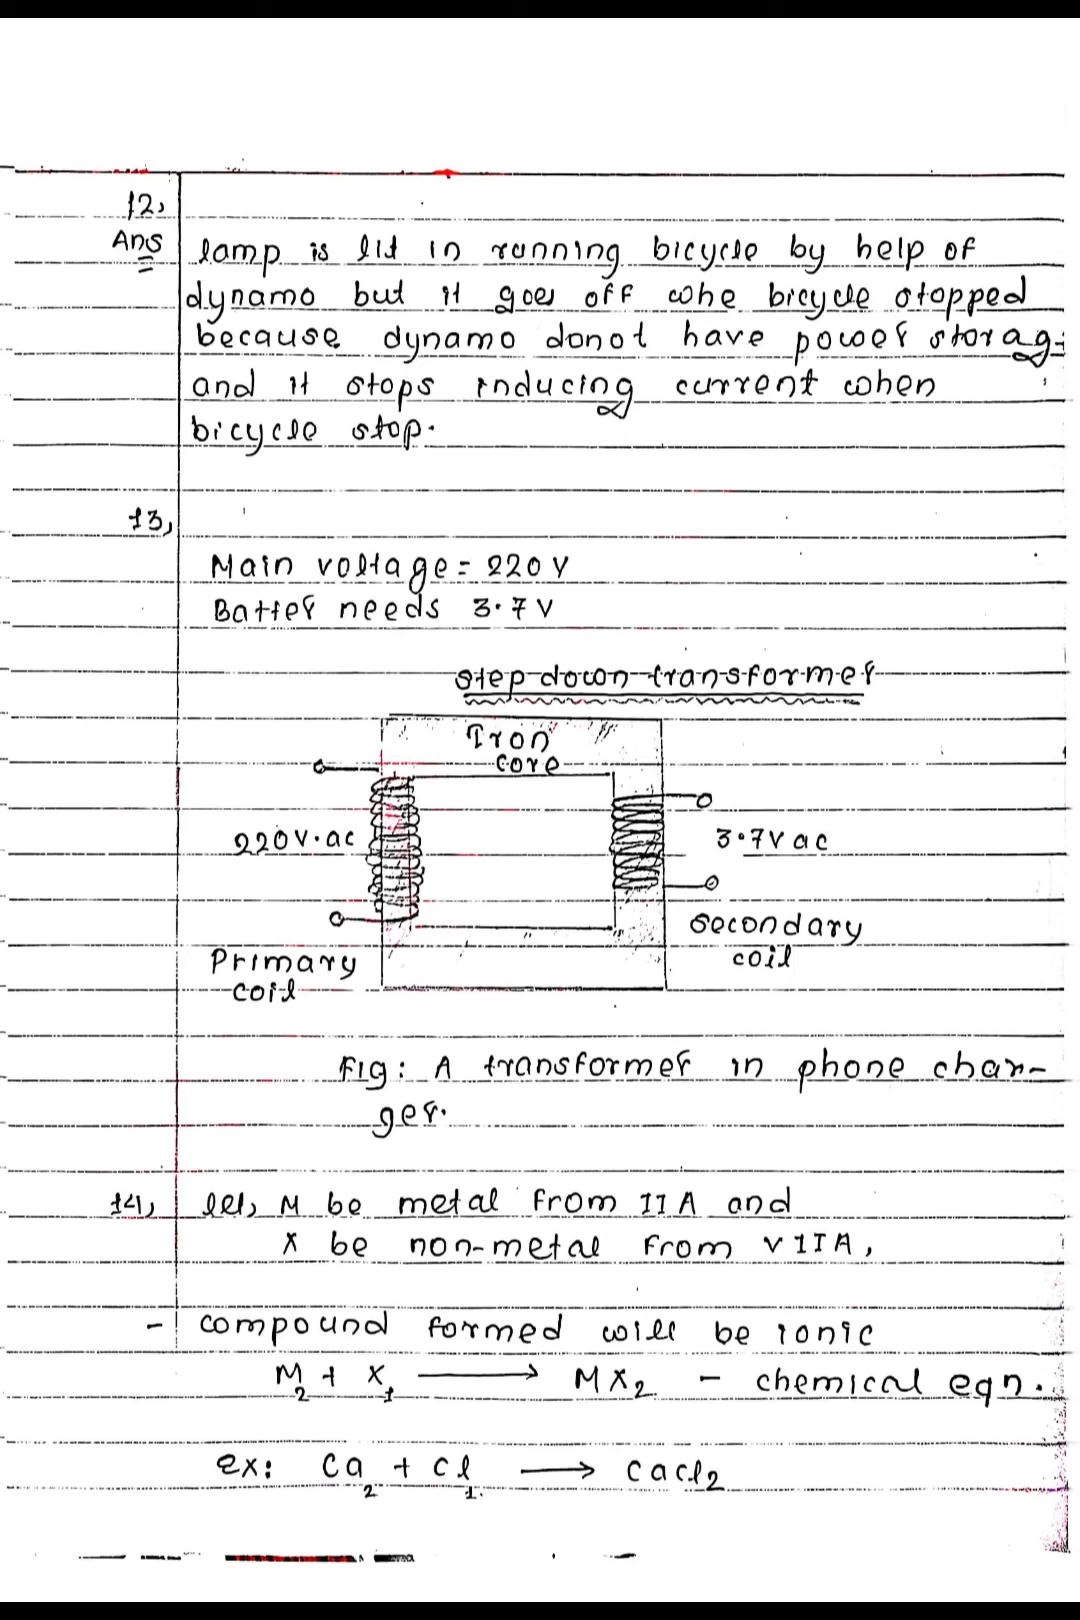 12,
Ans lamp is lit in running bicycle by help of
dynamo but it goes off whe bicycle stopped
because dynamo donot have power storag-
and it stops inducing current when
bicycle stop.
13,
Main voltage = 220 V
Batter needs 3.7 V
step down transformer
Iron
core
220V.ac
3.7V ac
Primary
coil
secondary
coil
Fig: A transformer in phone char-
ger.
14, let, M be metal from IIA and
X be non-metal from VIIA,
- compound formed will be ionic
M₂ + X₁ ⟶ MX₂ - chemical eqn.
ex: Ca₂ + Cl₁. ⟶ CaCl₂